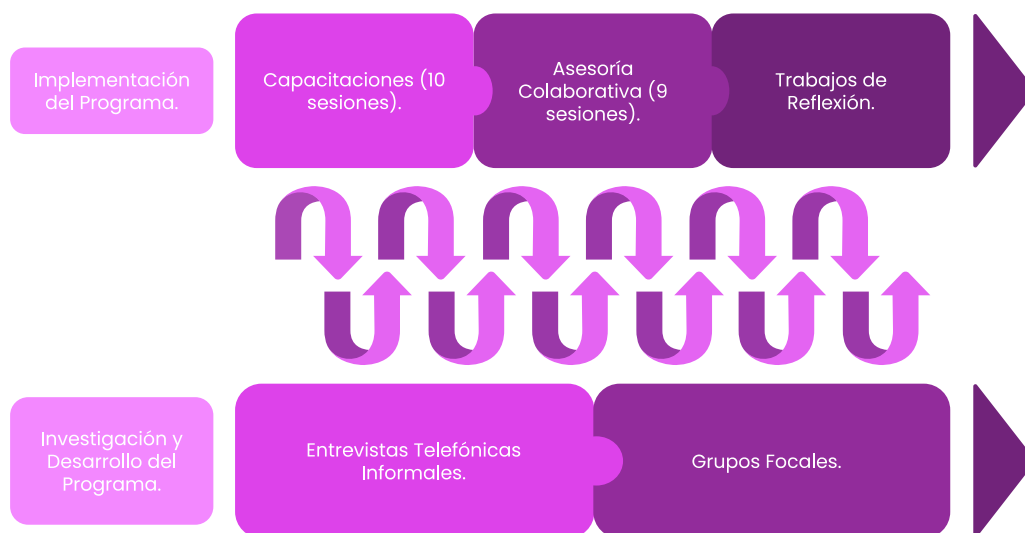 Implementación
del Programa.
Capacitaciones (10
sesiones).
Asesoría
Colaborativa (9
sesiones).
Trabajos de
Reflexión.
Investigación y
Desarrollo del
Programa.
Entrevistas Telefónicas
Informales.
Grupos Focales.